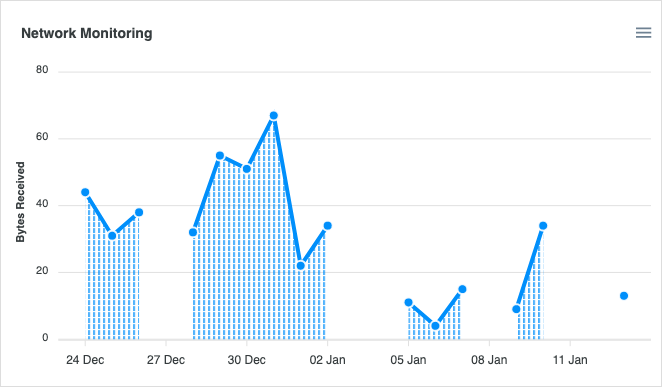 Network Monitoring
80
60
40
20
0
Bytes Received
24 Dec 27 Dec 30 Dec 02 Jan 05 Jan 08 Jan 11 Jan